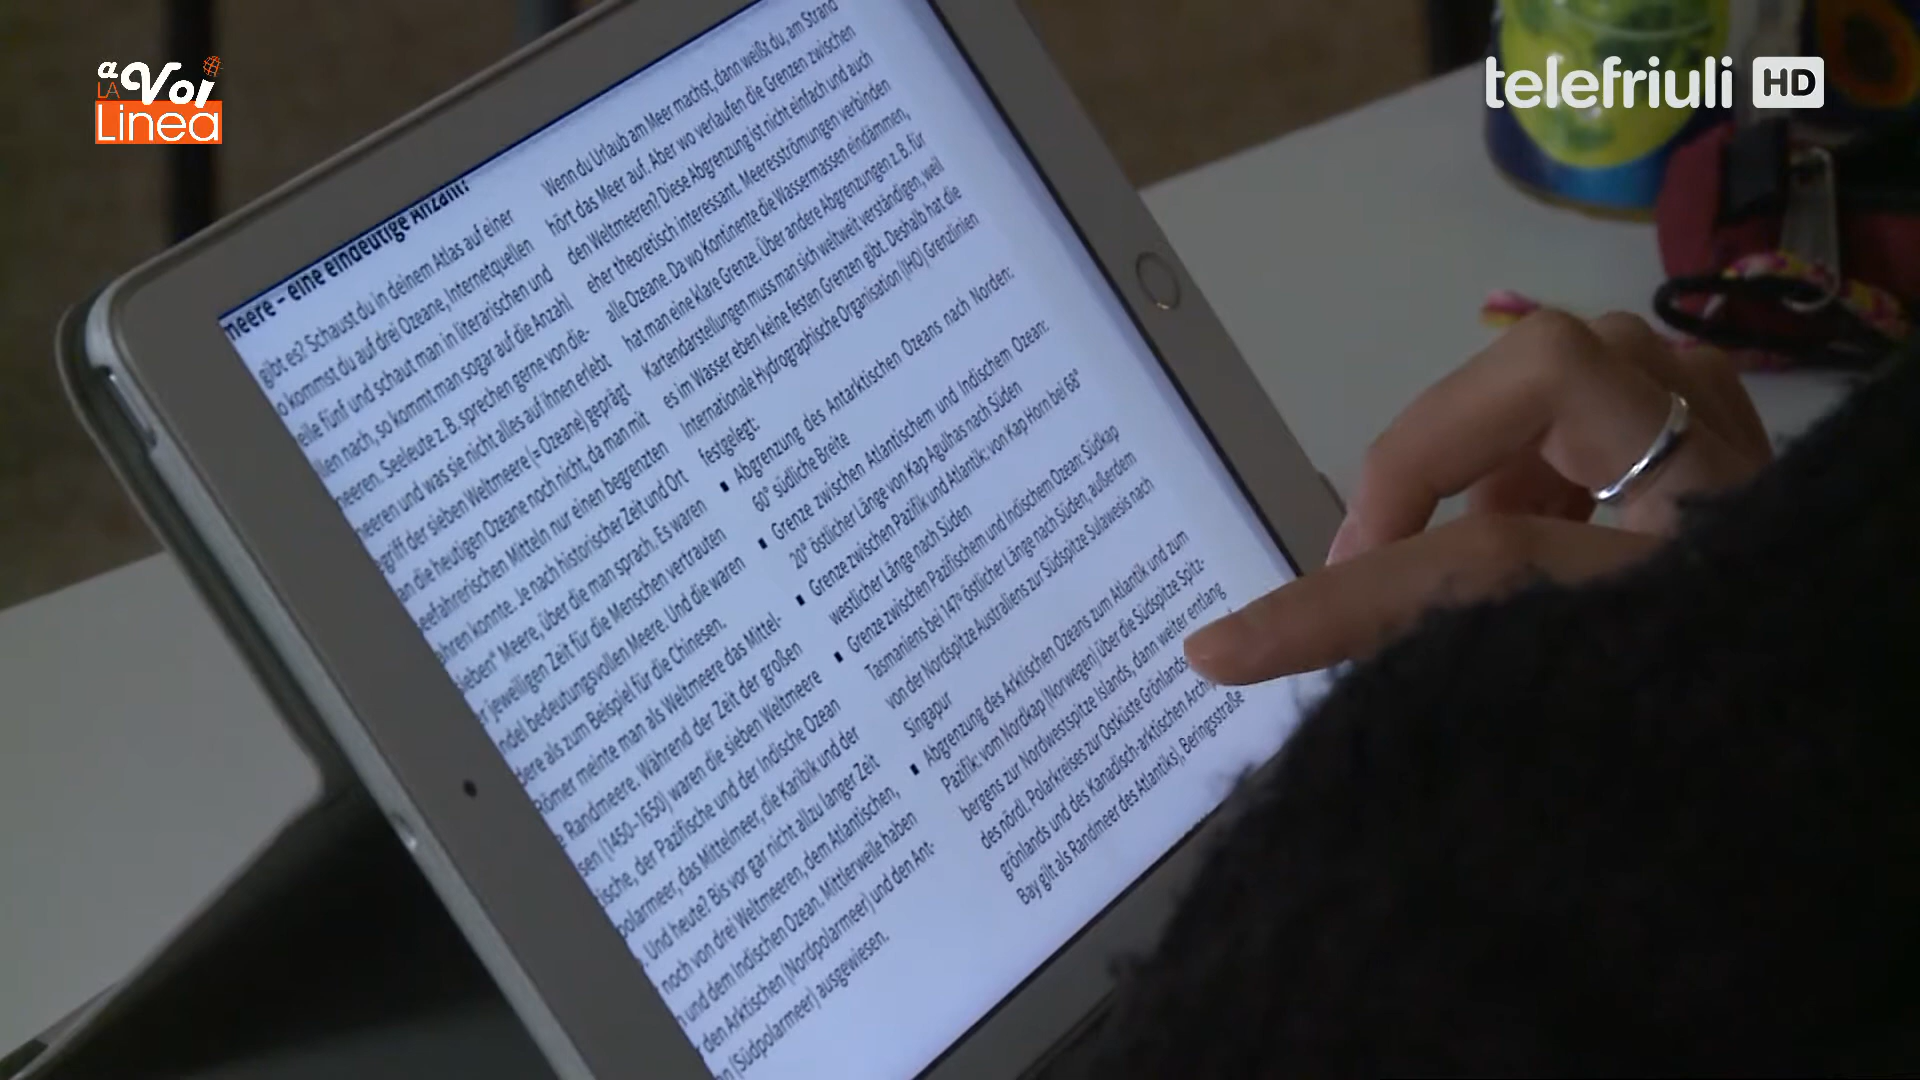 a Voi
LA
Linea
telefriuli HD
meere – eine eindeutige Anzahl?
gibt es? Schaust du in deinem Atlas auf einer
kommst du auf drei Ozeane, Internetquellen
fünf und schaut man in literarischen und
nach, so kommt man sogar auf die Anzahl
Seeleute z. B. sprechen gerne von die-
und was sie nicht alles auf ihnen erlebt
der sieben Weltmeere (= Ozeane) geprägt
an die heutigen Ozeane noch nicht, da man mit
seefahrerischen Mitteln nur einen begrenzten
konnte. Je nach historischer Zeit und Ort
Meere, über die man sprach. Es waren
jeweiligen Zeit für die Menschen vertrauten
bedeutungsvollen Meere. Und die waren
als zum Beispiel für die Chinesen.
Römer meinte man als Weltmeere das Mittel-
Randmeere. Während der Zeit der großen
(1450–1650) waren die sieben Weltmeere
der Pazifische und der Indische Ozean
das Mittelmeer, die Karibik und der
Und heute? Bis vor gar nicht allzu langer Zeit
noch von drei Weltmeeren, dem Atlantischen,
und dem Indischen Ozean. Mittlerweile haben
den Arktischen (Nordpolarmeer) und den Ant-
(Südpolarmeer) ausgewiesen.
Wenn du Urlaub am Meer machst, dann weißt du, am Strand
hört das Meer auf. Aber wo verlaufen die Grenzen zwischen
den Weltmeeren? Diese Abgrenzung ist nicht einfach und auch
eher theoretisch interessant. Meeresströmungen verbinden
alle Ozeane. Da wo Kontinente die Wassermassen eindämmen,
hat man eine klare Grenze. Über andere Abgrenzungen z. B. für
Kartendarstellungen muss man sich weltweit verständigen, weil
es im Wasser eben keine festen Grenzen gibt. Deshalb hat die
Internationale Hydrographische Organisation (IHO) Grenzlinien
festgelegt:
▪ Abgrenzung des Antarktischen Ozeans nach Norden:
60° südliche Breite
▪ Grenze zwischen Atlantischem und Indischem Ozean:
20° östlicher Länge von Kap Agulhas nach Süden
▪ Grenze zwischen Pazifik und Atlantik: von Kap Horn bei 68°
westlicher Länge nach Süden
▪ Grenze zwischen Pazifischem und Indischem Ozean: Südkap
Tasmaniens bei 147° östlicher Länge nach Süden, außerdem
von der Nordspitze Australiens zur Südspitze Sulawesis nach
Singapur
▪ Abgrenzung des Arktischen Ozeans zum Atlantik und zum
Pazifik: vom Nordkap (Norwegen) über die Südspitze Spitz-
bergens zur Nordwestspitze Islands, dann weiter entlang
des nördl. Polarkreises zur Ostküste Grönlands
grönlands und des Kanadisch-arktischen
Bay gilt als Randmeer des Atlantiks), Beringsstraße